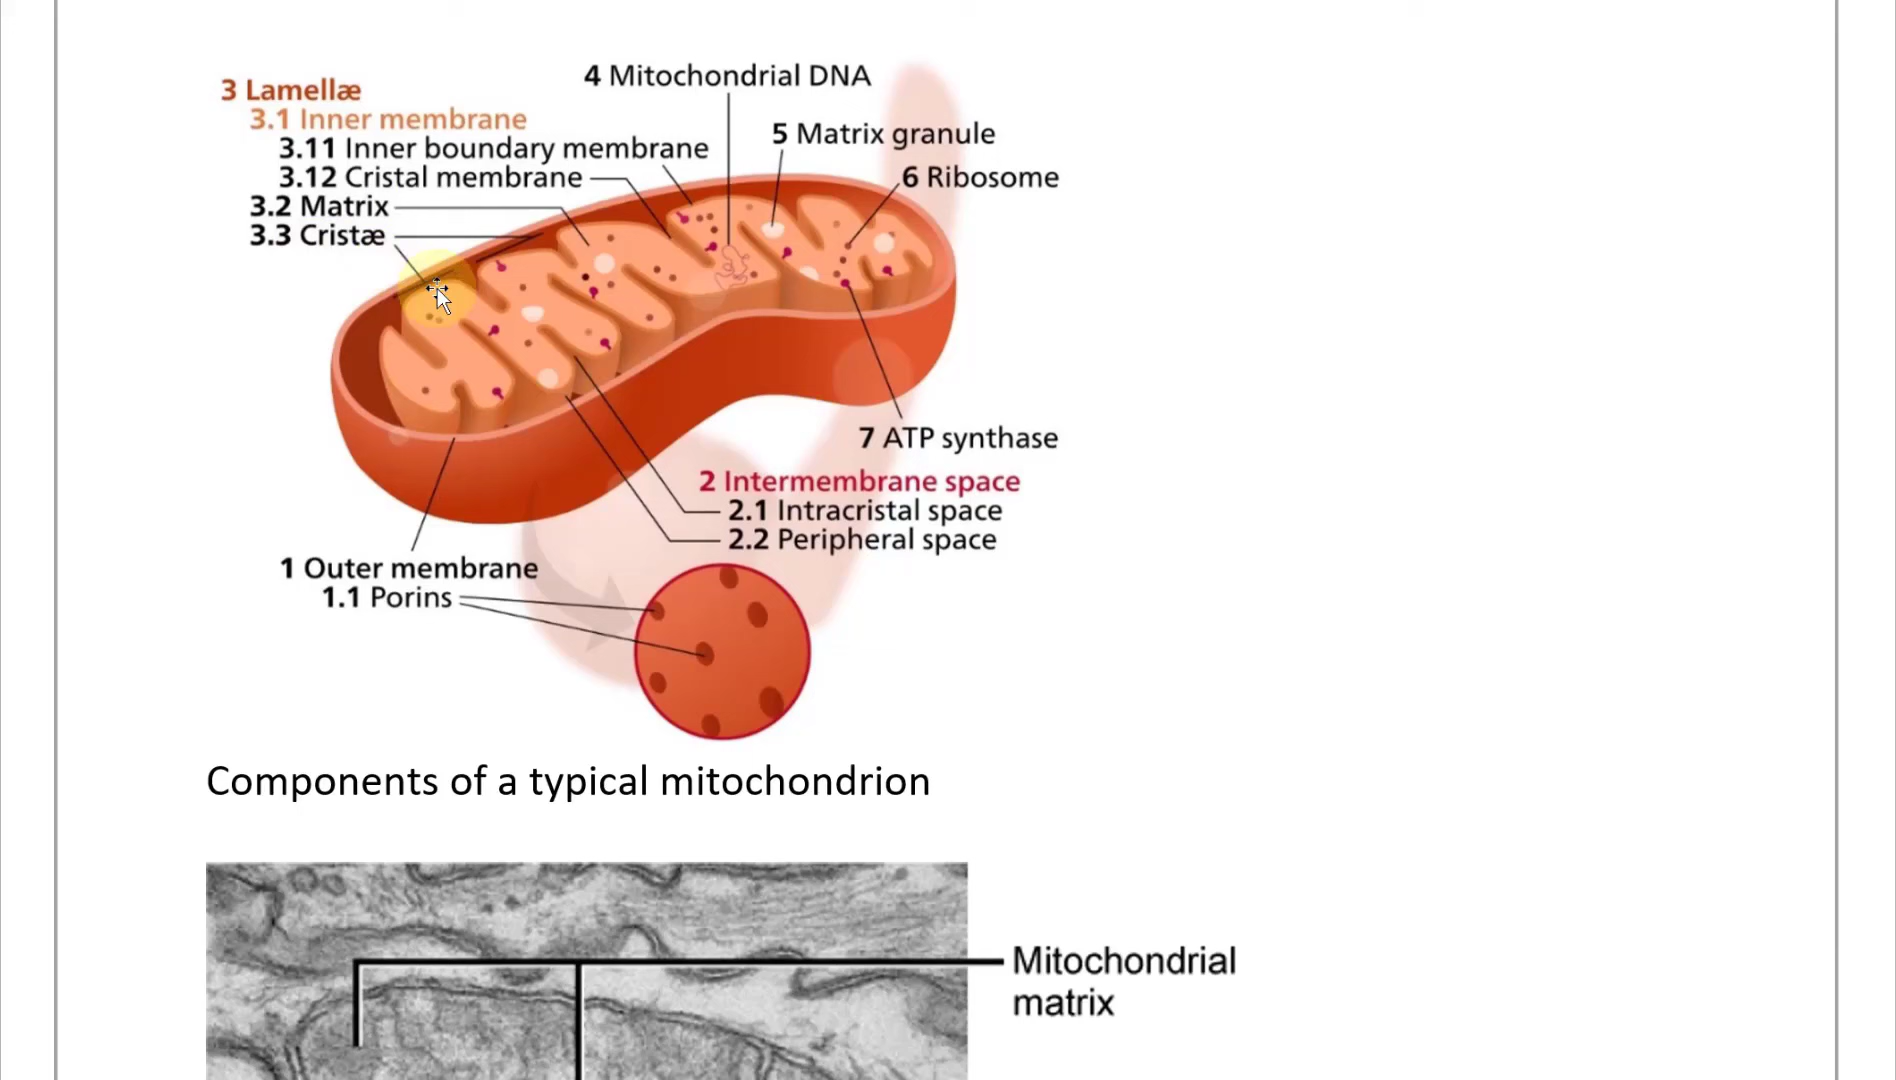 3 Lamellæ
3.1 Inner membrane
3.11 Inner boundary membrane
3.12 Cristal membrane
3.2 Matrix
3.3 Cristæ
4 Mitochondrial DNA
5 Matrix granule
6 Ribosome
7 ATP synthase
2 Intermembrane space
2.1 Intracristal space
2.2 Peripheral space
1 Outer membrane
1.1 Porins
Components of a typical mitochondrion
Mitochondrial
matrix